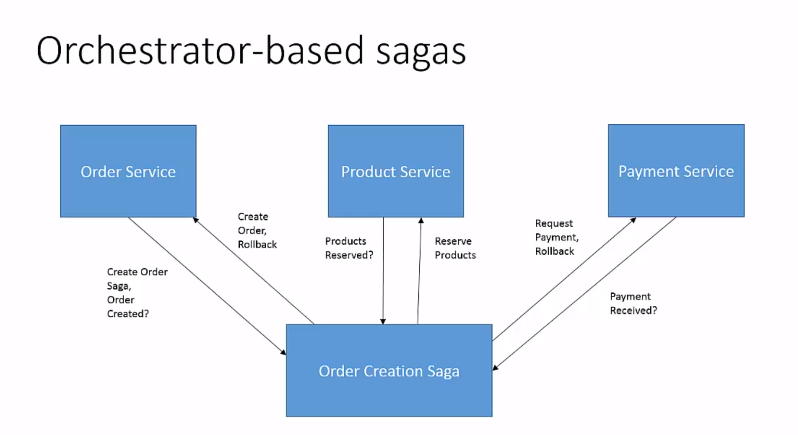 Orchestrator-based sagas
Order Service
Product Service
Payment Service
Create
Order,
Rollback
Products
Reserved?
Reserve
Products
Request
Payment,
Rollback
Create Order
Saga,
Order
Created?
Payment
Received?
Order Creation Saga